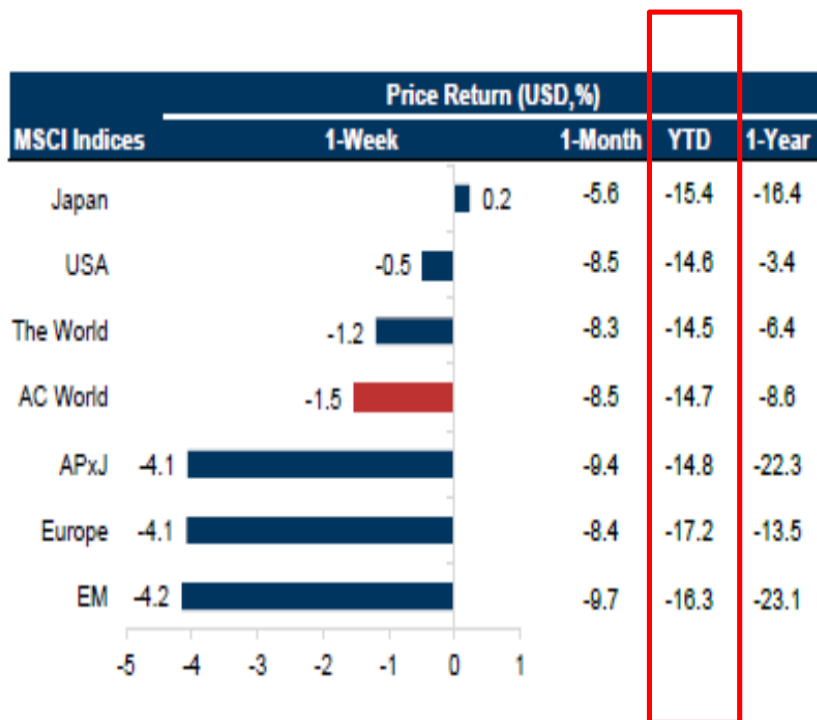 Price Return (USD,%)
MSCI Indices 1-Week 1-Month YTD 1-Year
Japan 0.2 -5.6 -15.4 -16.4
USA -0.5 -8.5 -14.6 -3.4
The World -1.2 -8.3 -14.5 -6.4
AC World -1.5 -8.5 -14.7 -8.6
APxJ -4.1 -9.4 -14.8 -22.3
Europe -4.1 -8.4 -17.2 -13.5
EM -4.2 -9.7 -16.3 -23.1
-5 -4 -3 -2 -1 0 1